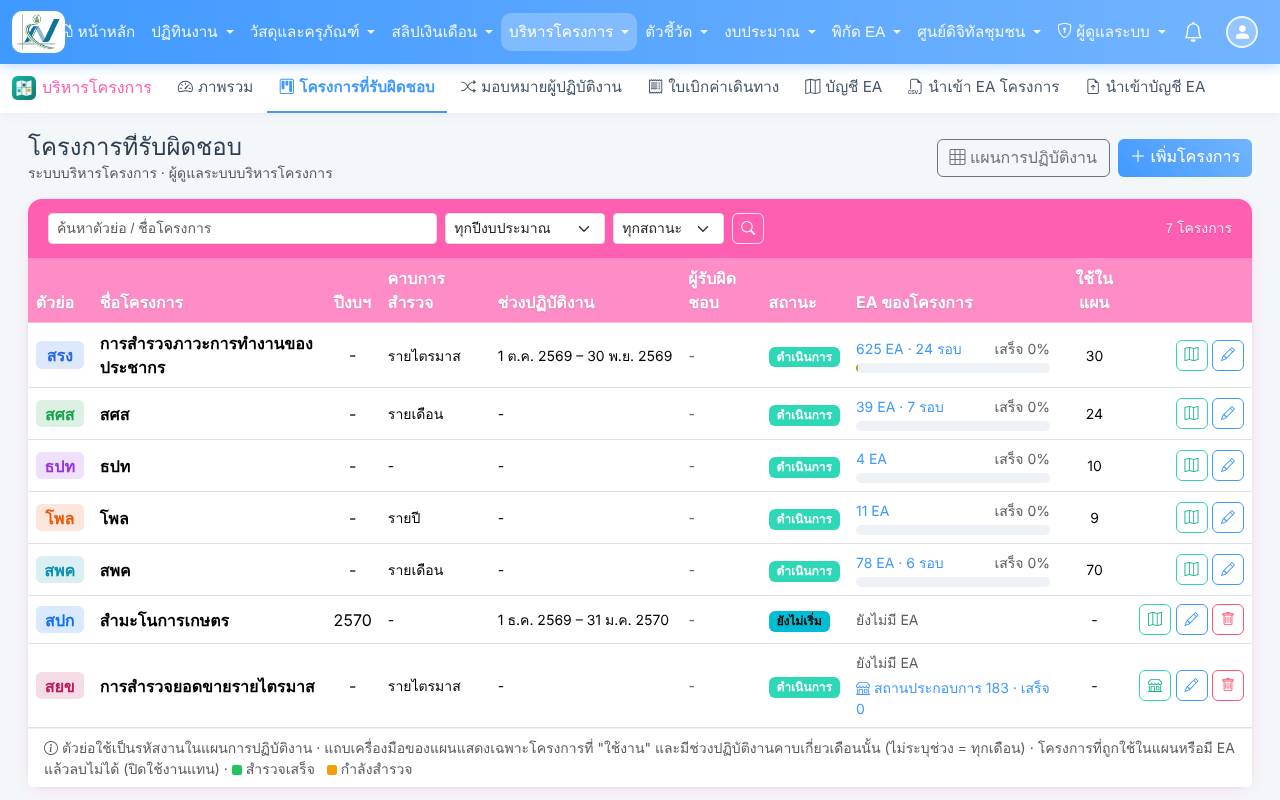 หน้าหลัก ปฏิทินงาน วัสดุและครุภัณฑ์ สลิปเงินเดือน บริหารโครงการ ตัวชี้วัด งบประมาณ พิกัด EA ศูนย์ดิจิทัลชุมชน ผู้ดูแลระบบ
บริหารโครงการ ภาพรวม โครงการที่รับผิดชอบ มอบหมายผู้ปฏิบัติงาน ใบเบิกค่าเดินทาง บัญชี EA นำเข้า EA โครงการ นำเข้าบัญชี EA
โครงการที่รับผิดชอบ
ระบบบริหารโครงการ · ผู้ดูแลระบบบริหารโครงการ
แผนการปฏิบัติงาน + เพิ่มโครงการ
ค้นหาตัวย่อ / ชื่อโครงการ ทุกปีงบประมาณ ทุกสถานะ 7 โครงการ
ตัวย่อ ชื่อโครงการ ปีงบฯ คาบการสำรวจ ช่วงปฏิบัติงาน ผู้รับผิดชอบ สถานะ EA ของโครงการ ใช้ในแผน
สรง การสำรวจภาวะการทำงานของประชากร - รายไตรมาส 1 ต.ค. 2569 – 30 พ.ย. 2569 - ดำเนินการ 625 EA · 24 รอบ เสร็จ 0% 30
สศส สศส - รายเดือน - - ดำเนินการ 39 EA · 7 รอบ เสร็จ 0% 24
ธปท ธปท - - - - ดำเนินการ 4 EA เสร็จ 0% 10
โพล โพล - รายปี - - ดำเนินการ 11 EA เสร็จ 0% 9
สพค สพค - รายเดือน - - ดำเนินการ 78 EA · 6 รอบ เสร็จ 0% 70
สปก สำมะโนการเกษตร 2570 - 1 ธ.ค. 2569 – 31 ม.ค. 2570 - ยังไม่เริ่ม ยังไม่มี EA -
สยข การสำรวจยอดขายรายไตรมาส - รายไตรมาส - - ดำเนินการ ยังไม่มี EA สถานประกอบการ 183 · เสร็จ 0 -
ตัวย่อใช้เป็นรหัสงานในแผนการปฏิบัติงาน · แถบเครื่องมือของแผนแสดงเฉพาะโครงการที่ "ใช้งาน" และมีช่วงปฏิบัติงานคาบเกี่ยวเดือนนั้น (ไม่ระบุช่วง = ทุกเดือน) · โครงการที่ถูกใช้ในแผนหรือมี EA
แล้วลบไม่ได้ (ปิดใช้งานแทน) · สำรวจเสร็จ กำลังสำรวจ